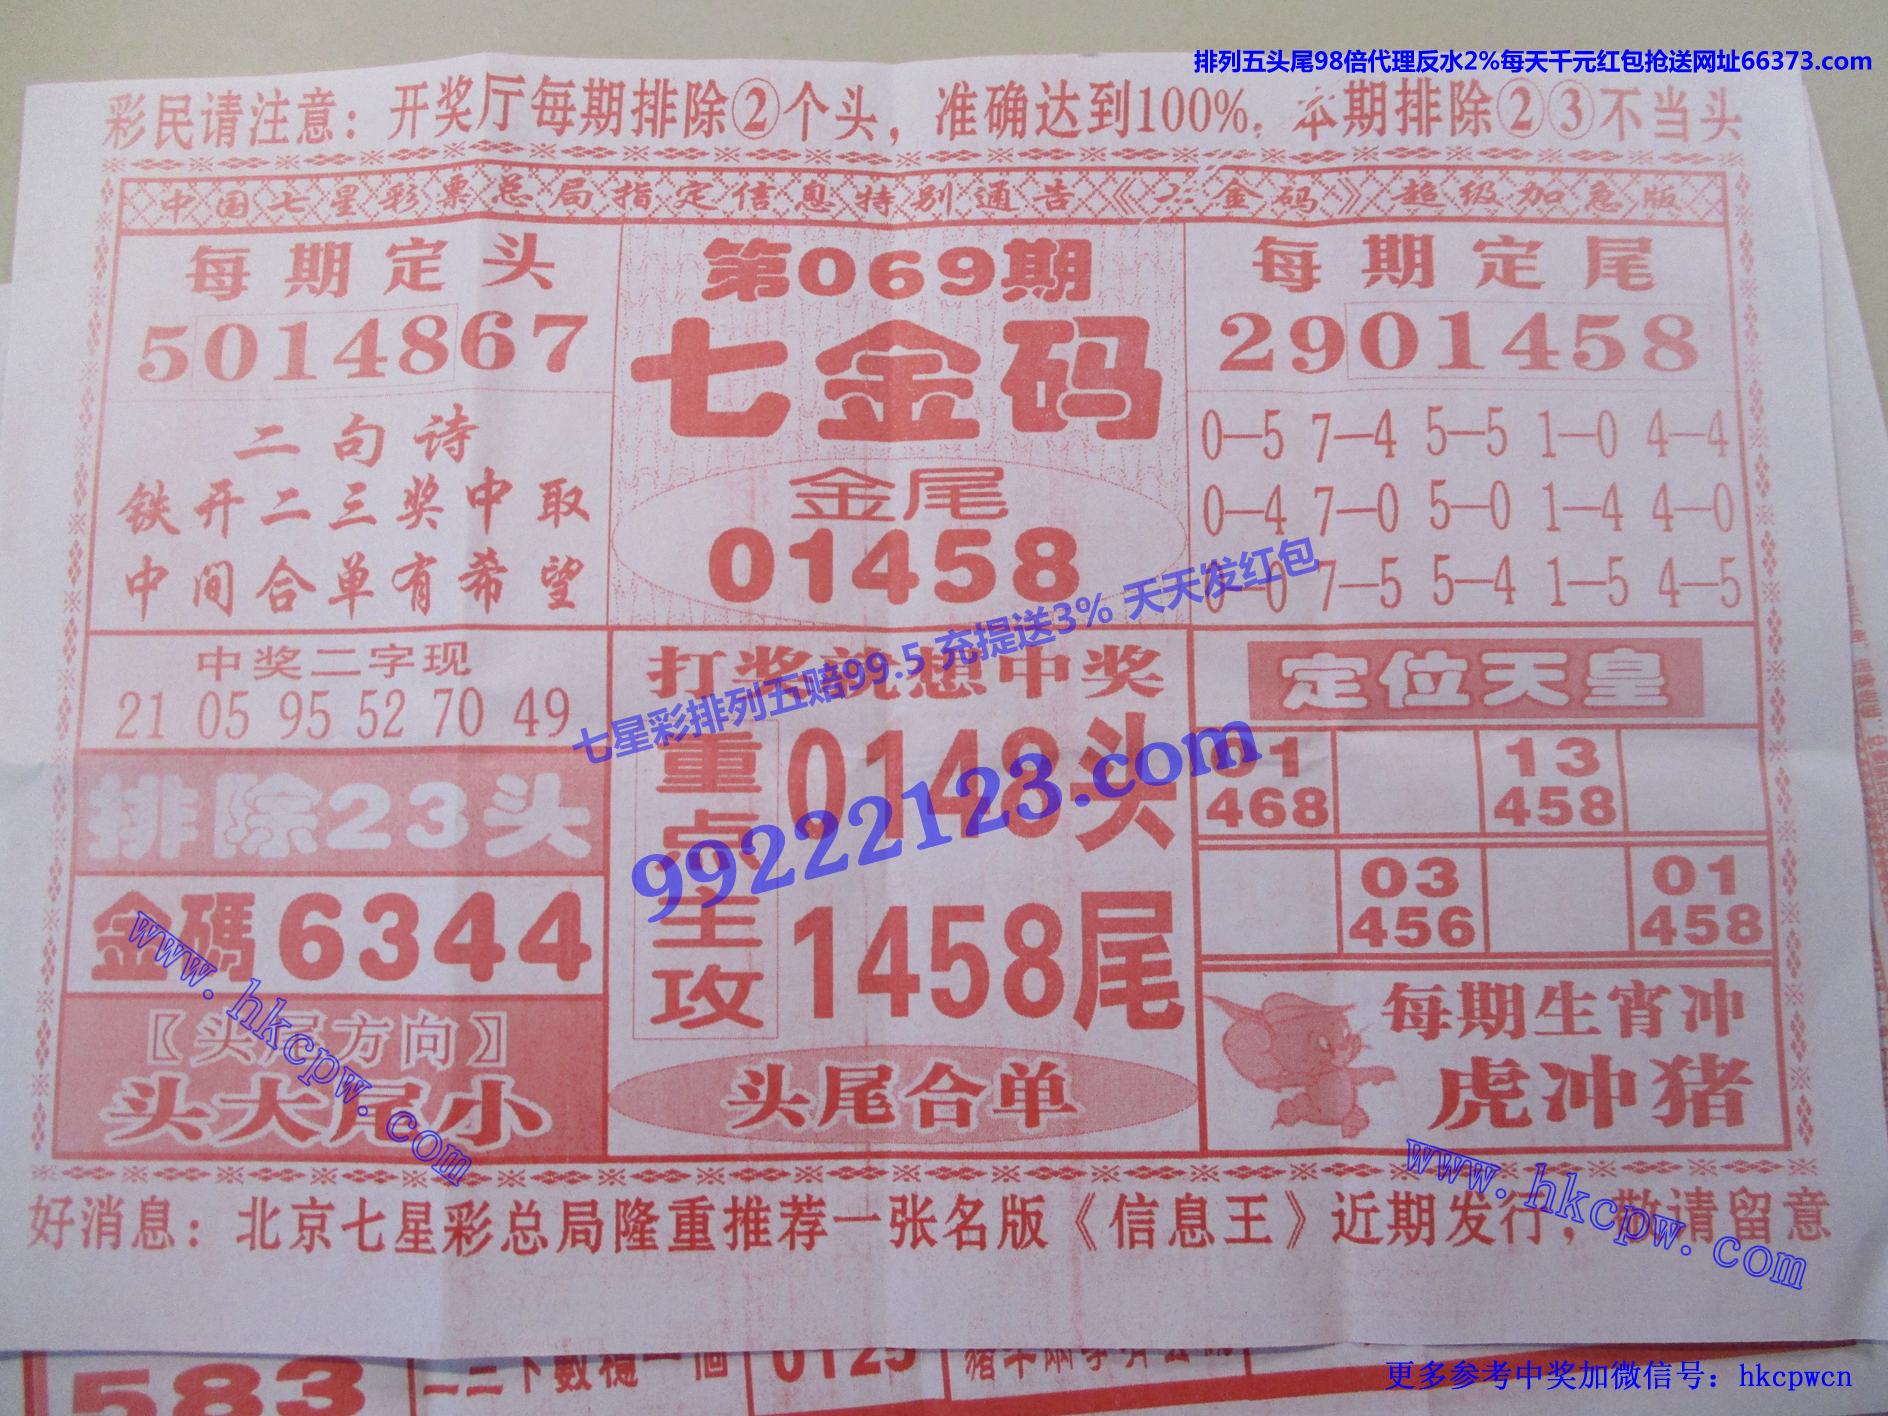 排列五头尾98倍代理反水2%每天千元红包抢送网址66373.com
彩民请注意：开奖厅每期排除②个头，准确达到100%。本期排除②③不当头
中国七星彩票总局指定信息特别通告《七金码》超级加急版
每期定头
5014867
二句诗
铁开二三奖中取
中间合单有希望
第069期
七金码
金尾
01458
每期定尾
2901458
0—5 7—4 5—5 1—0 4—4
0—4 7—0 5—0 1—4 4—0
0—0 7—5 5—4 1—5 4—5
七星彩排列五赔99.5 充提送3% 天天发红包
99222123.com
中奖二字现
21 05 95 52 70 49
排除23头
金碼6344
【头尾方向】
头大尾小
打奖就想中奖
重点主攻
0148头
1458尾
头尾合单
定位天皇
01 13
468 458
03 01
456 458
每期生宵冲
虎冲猪
www.hkcpw.com
www.hkcpw.com
好消息：北京七星彩总局隆重推荐一张名版《信息王》近期发行，敬请留意
583
0125
更多参考中奖加微信号：hkcpwcn